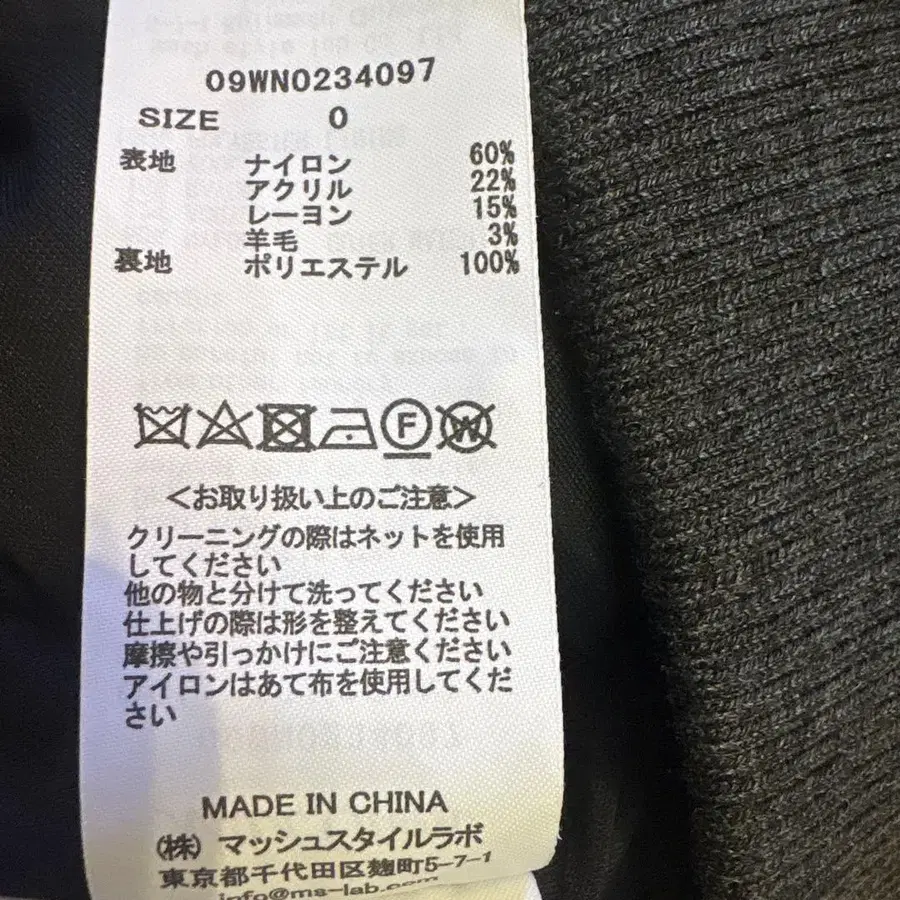 09WN0234097
SIZE 0
表地 ナイロン 60%
アクリル 22%
レーヨン 15%
羊毛 3%
裏地 ポリエステル 100%
F W
<お取り扱い上のご注意>
クリーニングの際はネットを使用
してください
他の物と分けて洗ってください
仕上げの際は形を整えてください
摩擦や引っかけにご注意ください
アイロンはあて布を使用してくだ
さい
MADE IN CHINA
(株) マッシュスタイルラボ
東京都千代田区麹町5-7-1
info@ms-lab.com